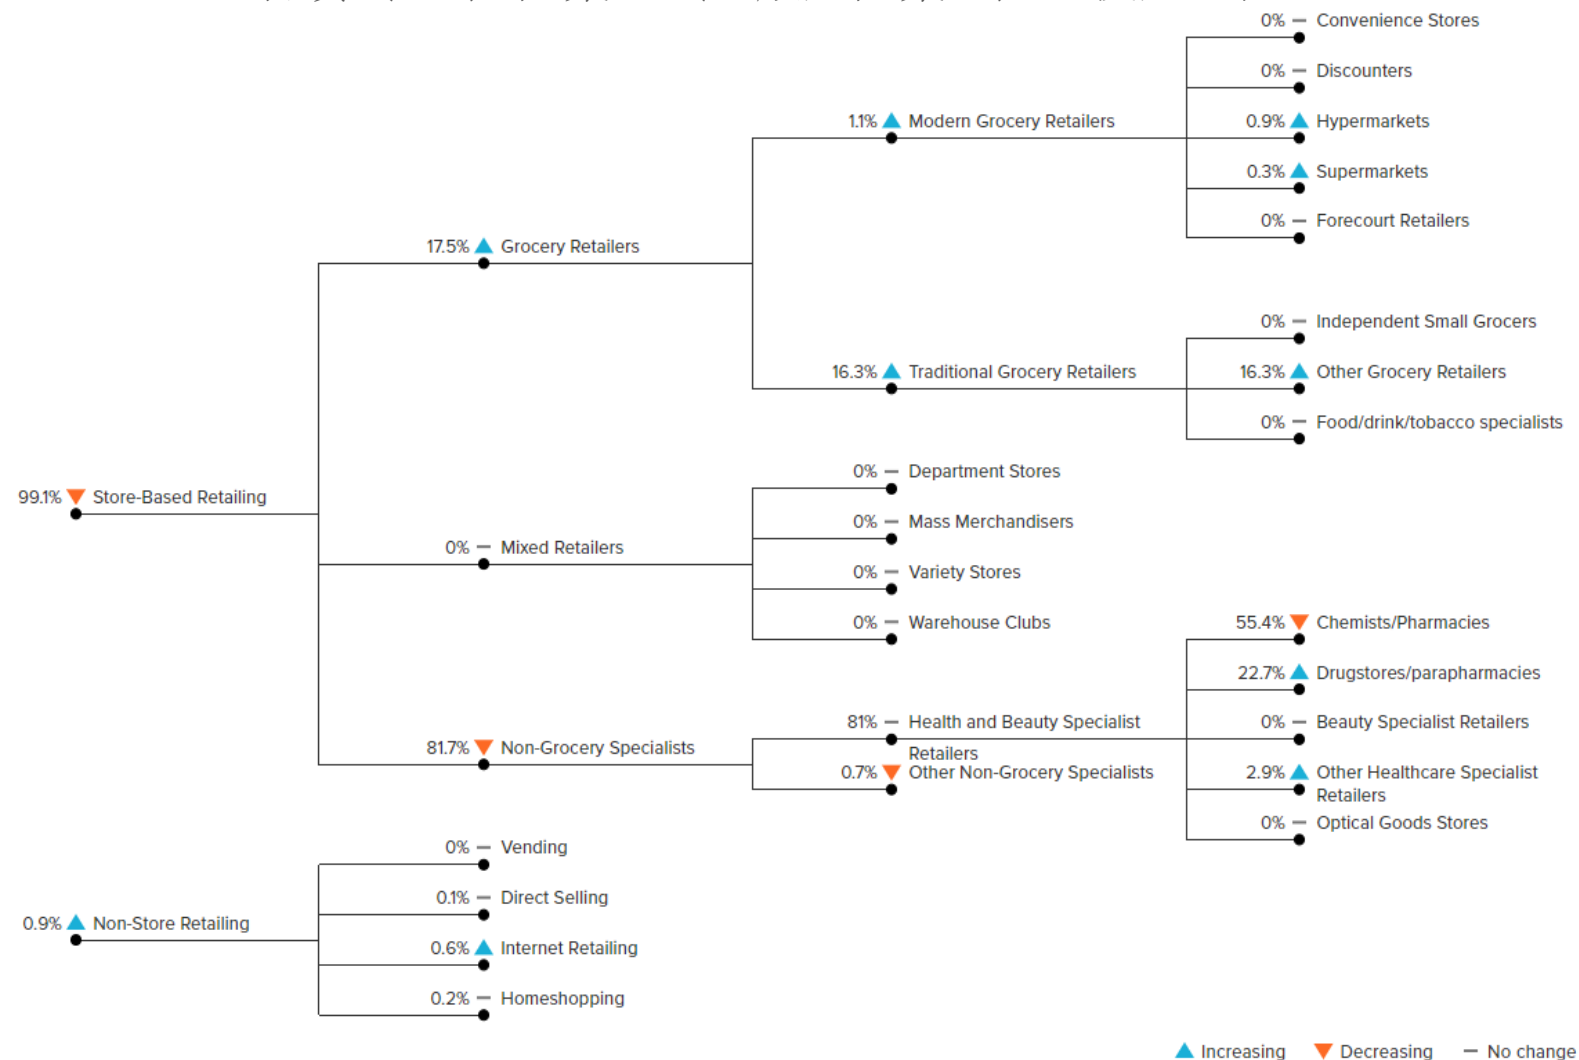 0% – Convenience Stores
0% – Discounters
1.1% ▲ Modern Grocery Retailers
0.9% ▲ Hypermarkets
0.3% ▲ Supermarkets
0% – Forecourt Retailers
17.5% ▲ Grocery Retailers
0% – Independent Small Grocers
16.3% ▲ Traditional Grocery Retailers
16.3% ▲ Other Grocery Retailers
0% – Food/drink/tobacco specialists
0% – Department Stores
99.1% ▼ Store-Based Retailing
0% – Mass Merchandisers
0% – Mixed Retailers
0% – Variety Stores
0% – Warehouse Clubs
55.4% ▼ Chemists/Pharmacies
22.7% ▲ Drugstores/parapharmacies
81.7% ▼ Non-Grocery Specialists
81% – Health and Beauty Specialist
Retailers
0.7% ▼ Other Non-Grocery Specialists
0% – Beauty Specialist Retailers
2.9% ▲ Other Healthcare Specialist
Retailers
0% – Optical Goods Stores
0% – Vending
0.1% – Direct Selling
0.9% ▲ Non-Store Retailing
0.6% ▲ Internet Retailing
0.2% – Homeshopping
▲ Increasing ▼ Decreasing – No change